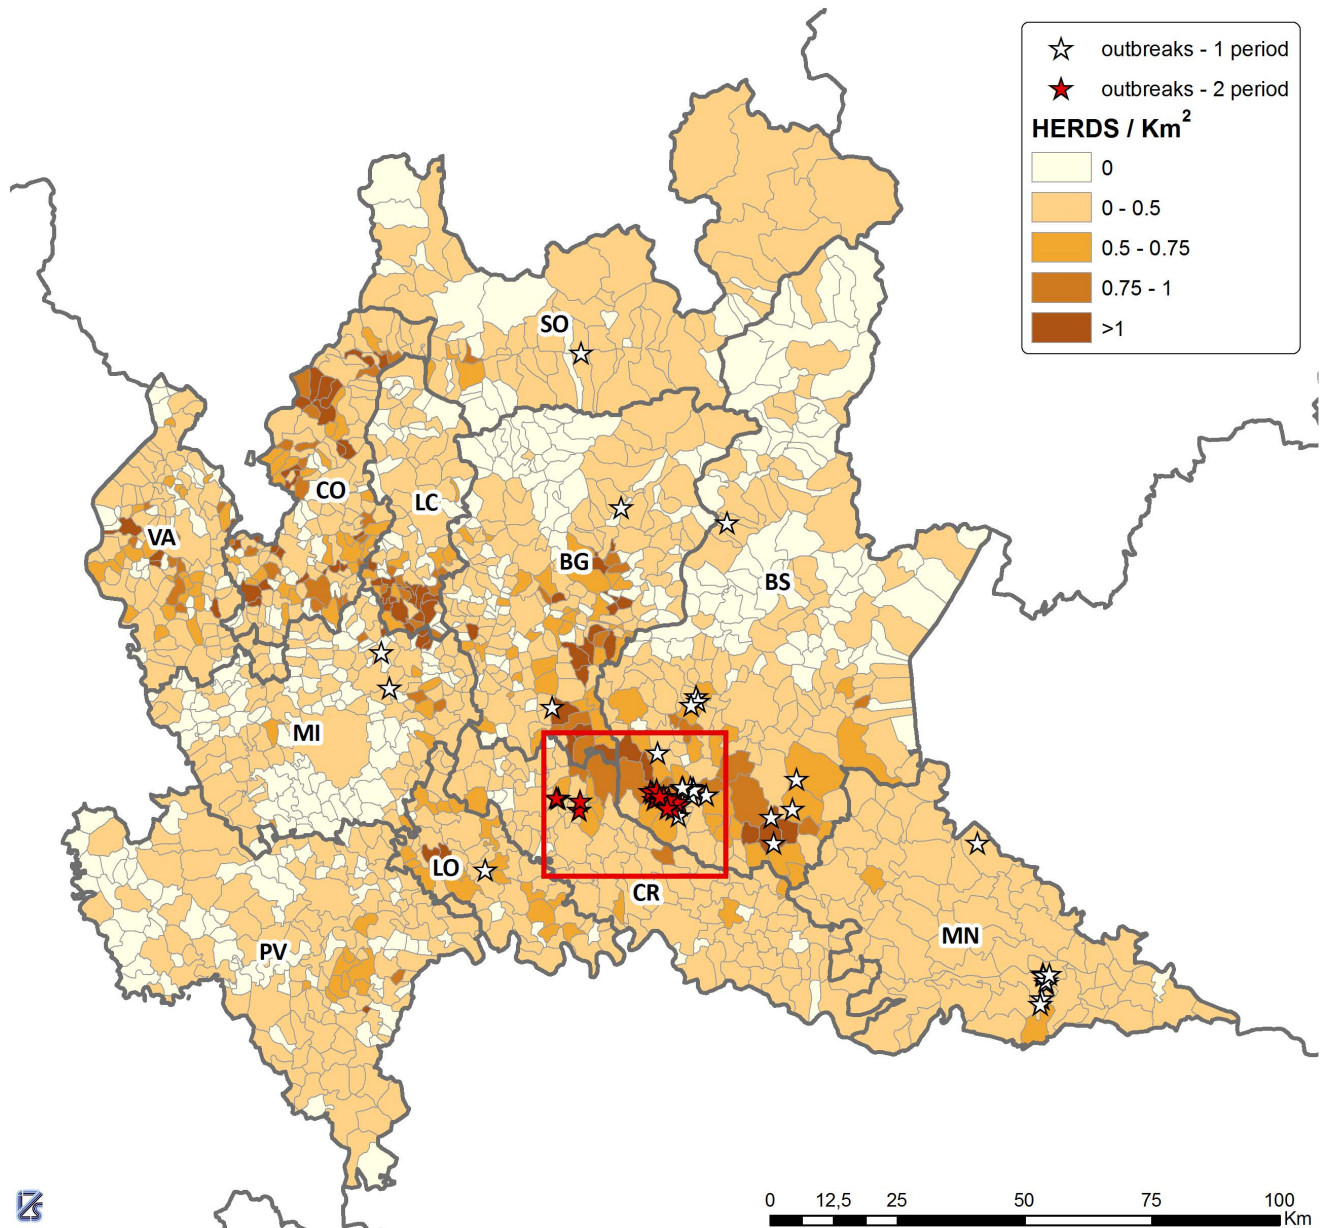 outbreaks - 1 period
outbreaks - 2 period
HERDS / Km²
0
0 - 0.5
0.5 - 0.75
0.75 - 1
>1
SO
CO
LC
VA
BG
BS
MI
LO
CR
PV
MN
0 12,5 25 50 75 100
Km